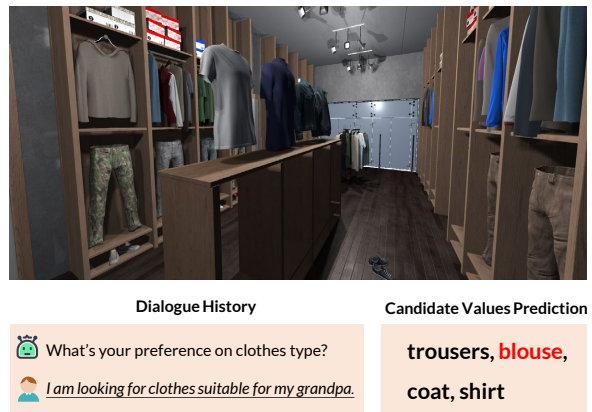 Dialogue History
Candidate Values Prediction
What's your preference on clothes type?
I am looking for clothes suitable for my grandpa.
trousers, blouse,
coat, shirt